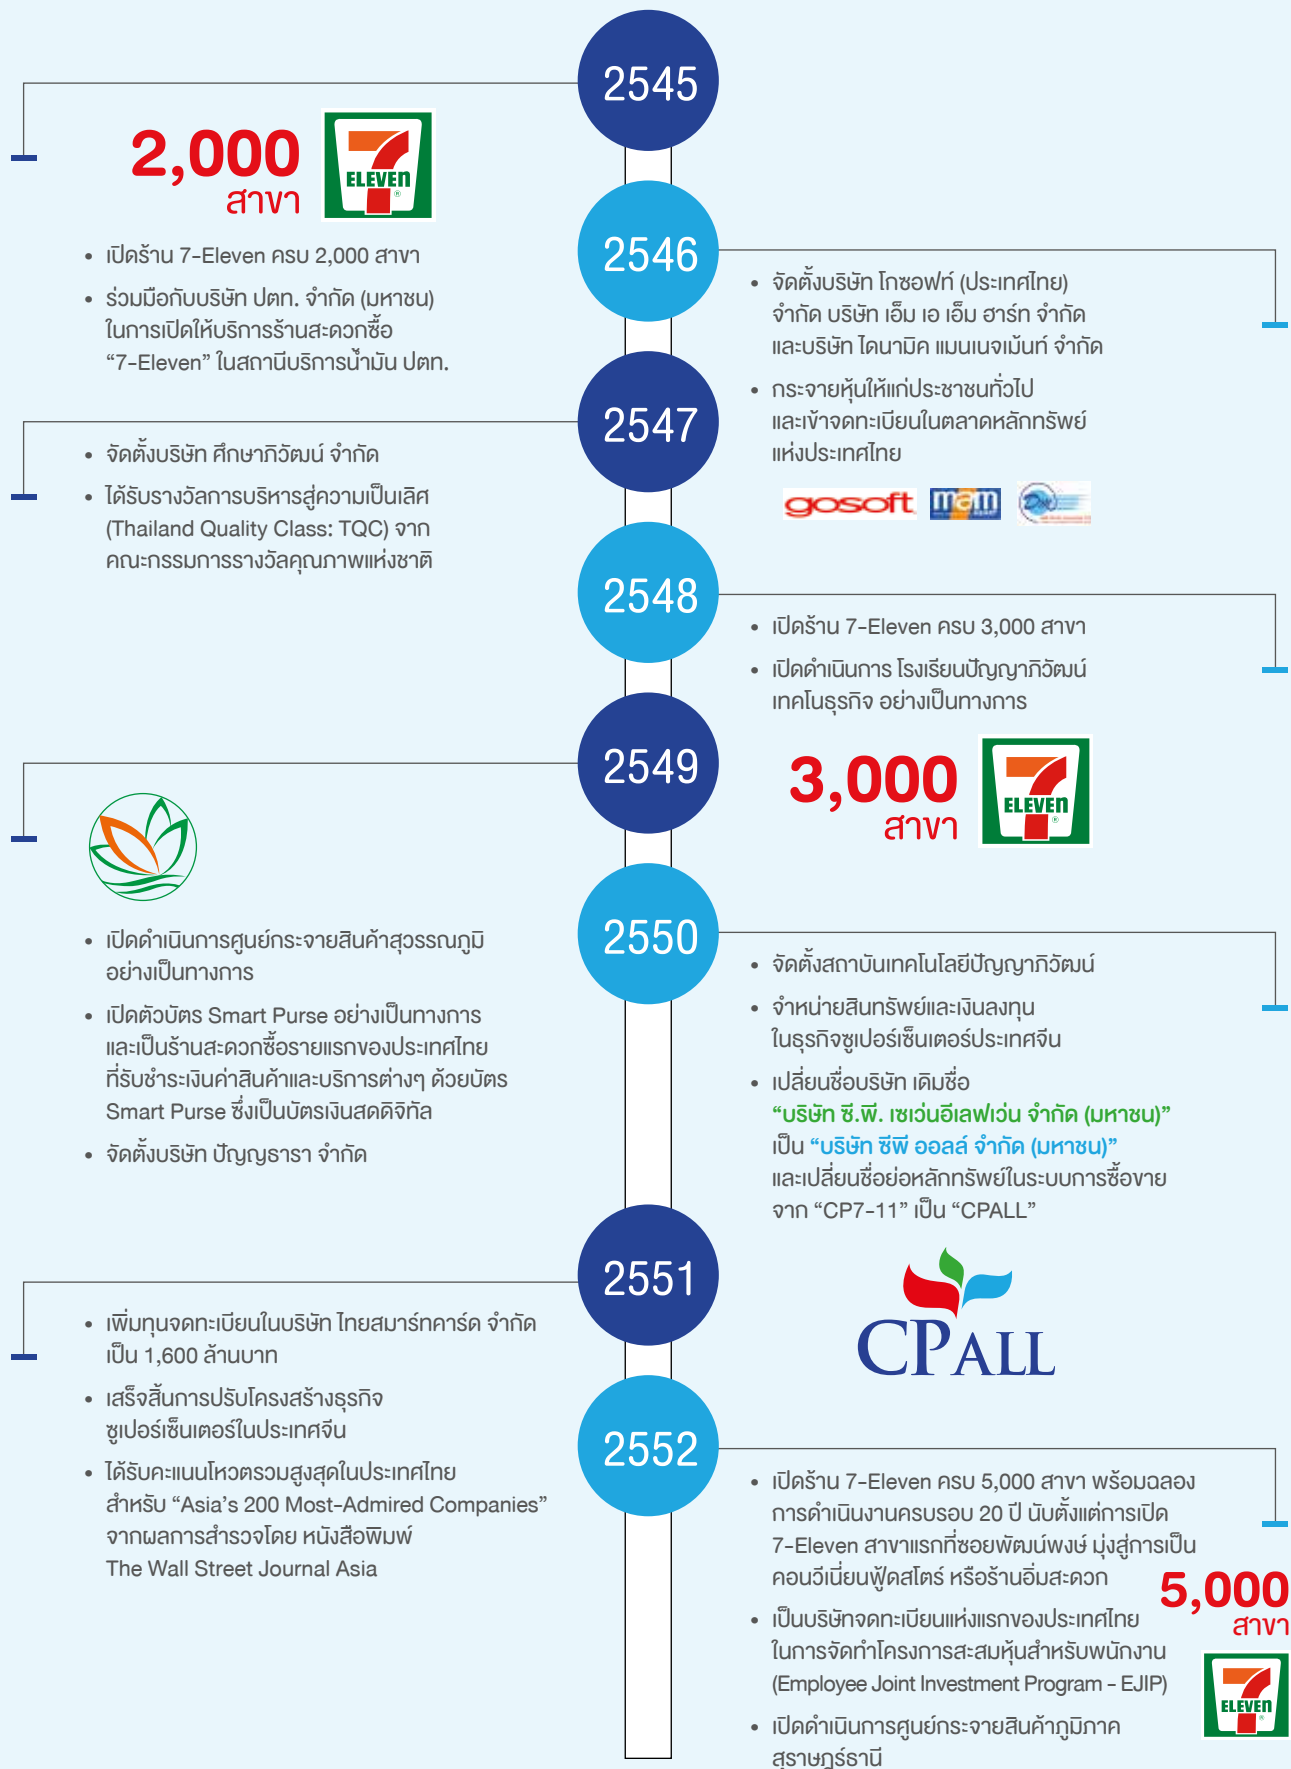 2545
2,000
สาขา
7
ELEVEN
®
• เปิดร้าน 7-Eleven ครบ 2,000 สาขา
• ร่วมมือกับบริษัท ปตท. จำกัด (มหาชน)
ในการเปิดให้บริการร้านสะดวกซื้อ
“7-Eleven” ในสถานีบริการน้ำมัน ปตท.
2546
• จัดตั้งบริษัท โกซอฟท์ (ประเทศไทย)
จำกัด บริษัท เอ็ม เอ เอ็ม ฮาร์ท จำกัด
และบริษัท ไดนามิค แมนเนจเม้นท์ จำกัด
• กระจายหุ้นให้แก่ประชาชนทั่วไป
และเข้าจดทะเบียนในตลาดหลักทรัพย์
แห่งประเทศไทย
gosoft
mam
Dm
2547
• จัดตั้งบริษัท ศึกษาภิวัฒน์ จำกัด
• ได้รับรางวัลการบริหารสู่ความเป็นเลิศ
(Thailand Quality Class: TQC) จาก
คณะกรรมการรางวัลคุณภาพแห่งชาติ
2548
• เปิดร้าน 7-Eleven ครบ 3,000 สาขา
• เปิดดำเนินการ โรงเรียนปัญญาภิวัฒน์
เทคโนธุรกิจ อย่างเป็นทางการ
3,000
สาขา
7
ELEVEN
®
2549
• เปิดดำเนินการศูนย์กระจายสินค้าสุวรรณภูมิ
อย่างเป็นทางการ
• เปิดตัวบัตร Smart Purse อย่างเป็นทางการ
และเป็นร้านสะดวกซื้อรายแรกของประเทศไทย
ที่รับชำระเงินค่าสินค้าและบริการต่างๆ ด้วยบัตร
Smart Purse ซึ่งเป็นบัตรเงินสดดิจิทัล
• จัดตั้งบริษัท ปัญญธารา จำกัด
2550
• จัดตั้งสถาบันเทคโนโลยีปัญญาภิวัฒน์
• จำหน่ายสินทรัพย์และเงินลงทุน
ในธุรกิจซูเปอร์เซ็นเตอร์ประเทศจีน
• เปลี่ยนชื่อบริษัท เดิมชื่อ
“บริษัท ซี.พี. เซเว่นอีเลฟเว่น จำกัด (มหาชน)”
เป็น “บริษัท ซีพี ออลล์ จำกัด (มหาชน)”
และเปลี่ยนชื่อย่อหลักทรัพย์ในระบบการซื้อขาย
จาก “CP7-11” เป็น “CPALL”
CPALL
2551
• เพิ่มทุนจดทะเบียนในบริษัท ไทยสมาร์ทคาร์ด จำกัด
เป็น 1,600 ล้านบาท
• เสร็จสิ้นการปรับโครงสร้างธุรกิจ
ซูเปอร์เซ็นเตอร์ในประเทศจีน
• ได้รับคะแนนโหวตรวมสูงสุดในประเทศไทย
สำหรับ “Asia’s 200 Most-Admired Companies”
จากผลการสำรวจโดย หนังสือพิมพ์
The Wall Street Journal Asia
2552
• เปิดร้าน 7-Eleven ครบ 5,000 สาขา พร้อมฉลอง
การดำเนินงานครบรอบ 20 ปี นับตั้งแต่การเปิด
7-Eleven สาขาแรกที่ซอยพัฒน์พงษ์ มุ่งสู่การเป็น
คอนวีเนี่ยนฟู้ดสโตร์ หรือร้านอิ่มสะดวก
5,000
สาขา
7
ELEVEN
®
• เป็นบริษัทจดทะเบียนแห่งแรกของประเทศไทย
ในการจัดทำโครงการสะสมหุ้นสำหรับพนักงาน
(Employee Joint Investment Program - EJIP)
• เปิดดำเนินการศูนย์กระจายสินค้าภูมิภาค
สุราษฎร์ธานี